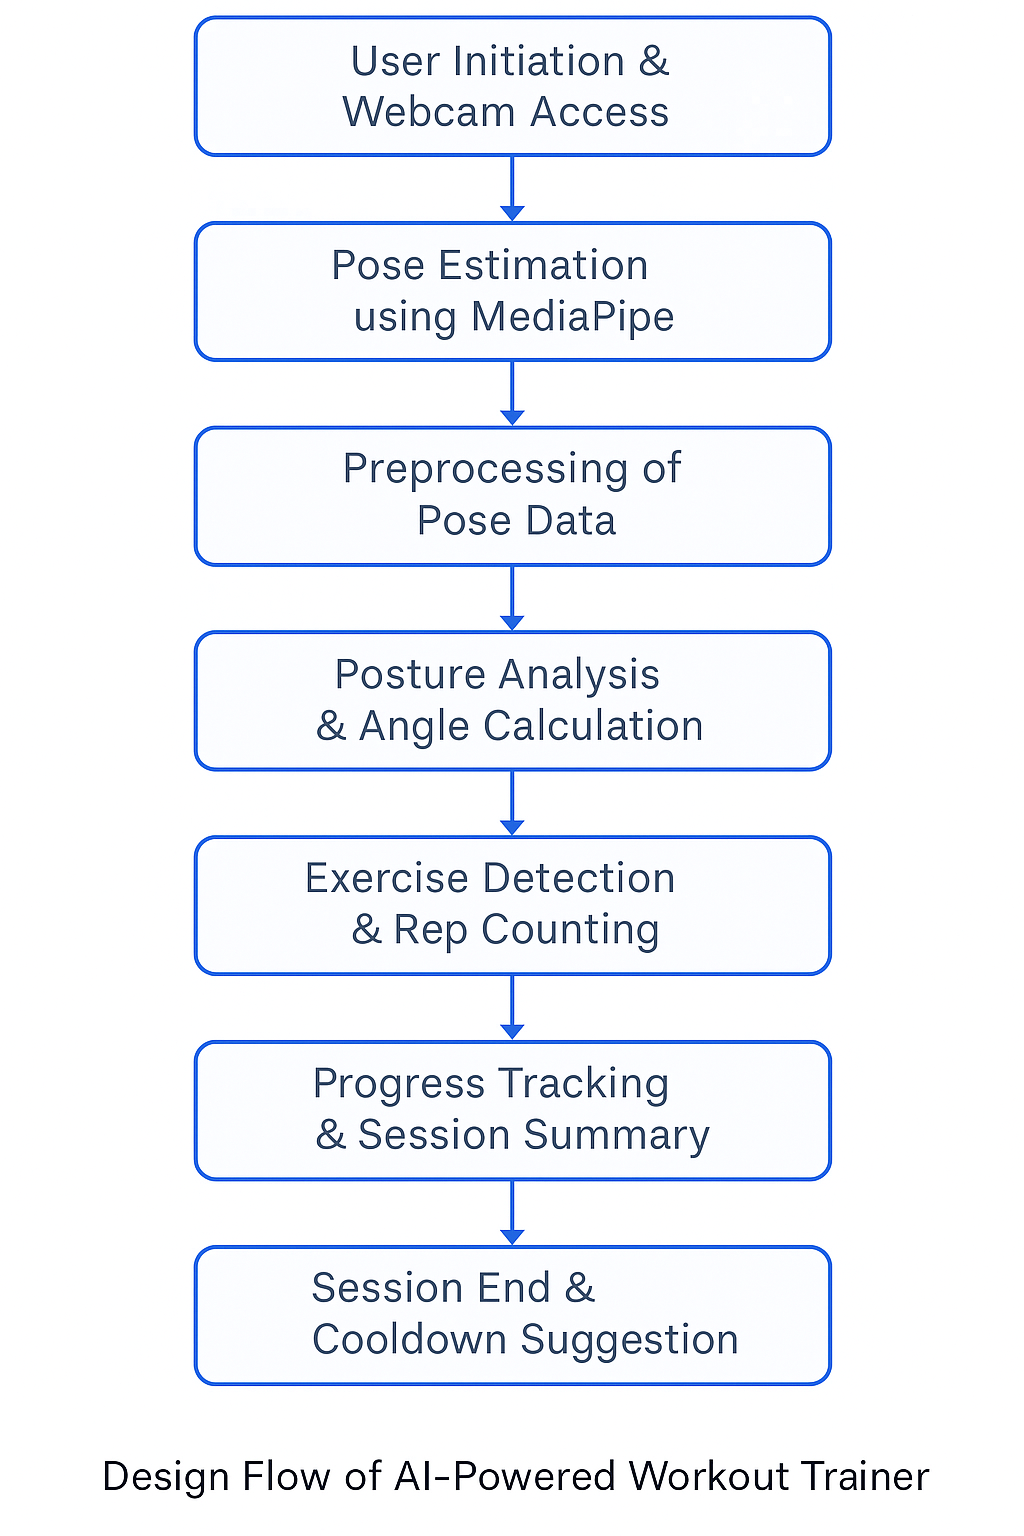 User Initiation &
Webcam Access
Pose Estimation
using MediaPipe
Preprocessing of
Pose Data
Posture Analysis
& Angle Calculation
Exercise Detection
& Rep Counting
Progress Tracking
& Session Summary
Session End &
Cooldown Suggestion
Design Flow of AI-Powered Workout Trainer